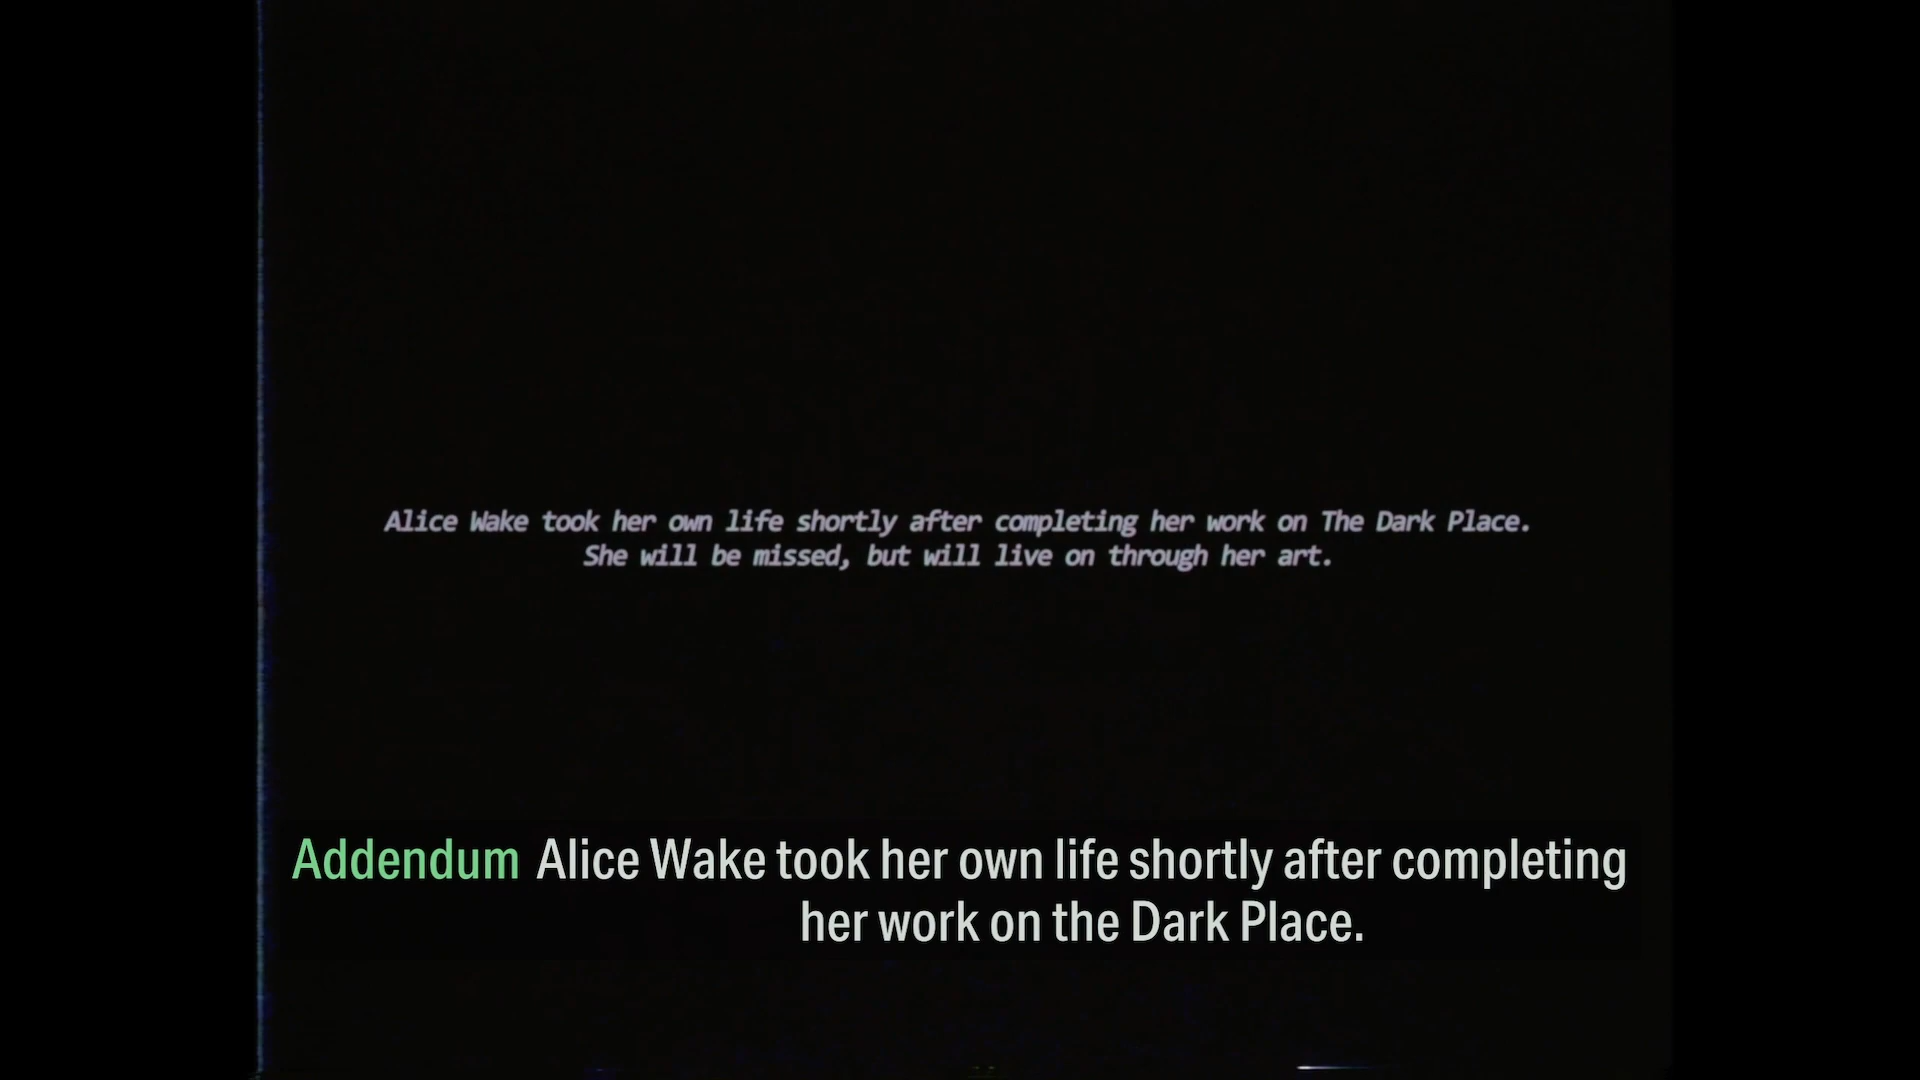 Alice Wake took her own life shortly after completing her work on The Dark Place.
She will be missed, but will live on through her art.
Addendum Alice Wake took her own life shortly after completing
her work on the Dark Place.